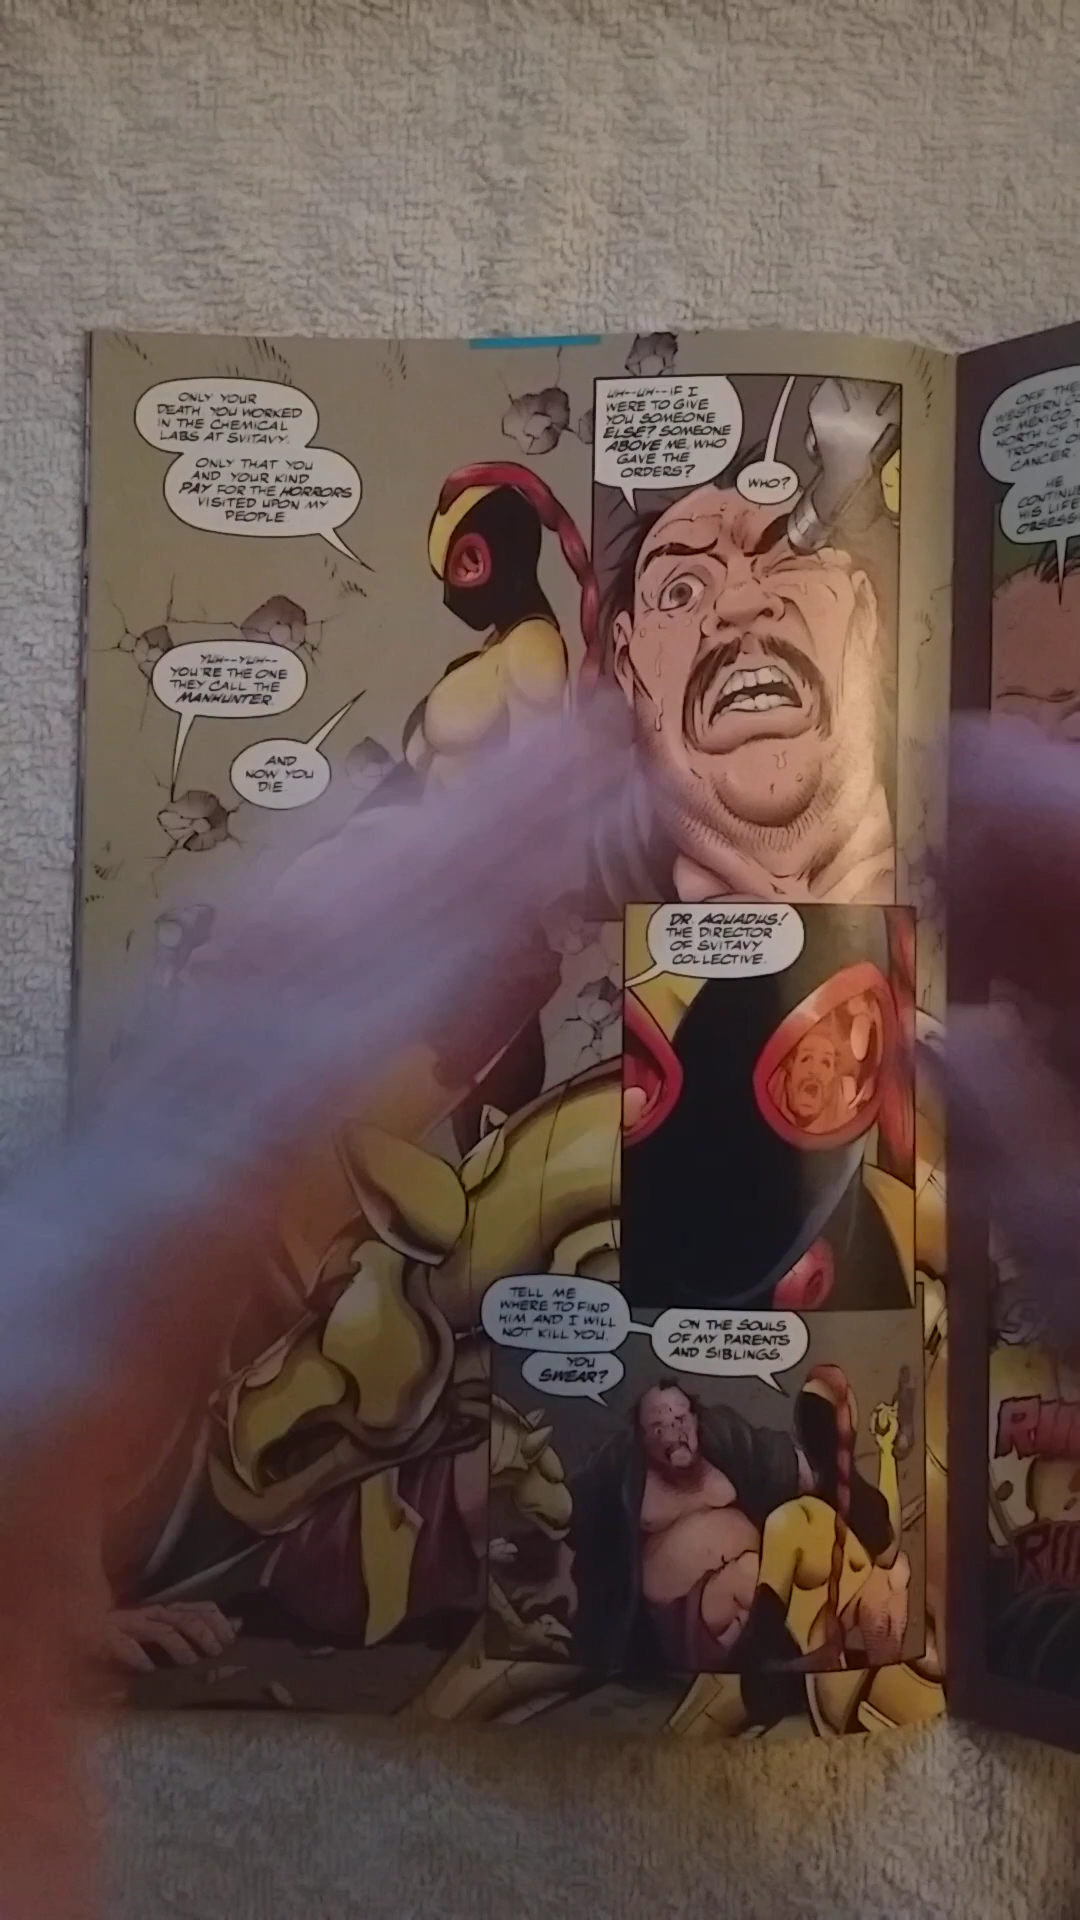 ONLY YOUR
DEATH. YOU WORKED
IN THE CHEMICAL
LABS AT SVITAVY.
ONLY THAT YOU
AND YOUR KIND
PAY FOR THE HORRORS
VISITED UPON MY
PEOPLE.
YUH--YUH--
YOU'RE THE ONE
THEY CALL THE
MANHUNTER.
AND
NOW YOU
DIE.
UH--UH--IF I
WERE TO GIVE
YOU SOMEONE
ELSE? SOMEONE
ABOVE ME, WHO
GAVE THE
ORDERS?
WHO?
DR. AQUADUS!
THE DIRECTOR
OF SVITAVY
COLLECTIVE.
TELL ME
WHERE TO FIND
HIM AND I WILL
NOT KILL YOU.
YOU
SWEAR?
ON THE SOULS
OF MY PARENTS
AND SIBLINGS.
OFF THE
WESTERN
OF MEXICO
NORTH OF
TROPIC OF
CANCER.
HE
HIS LIFE